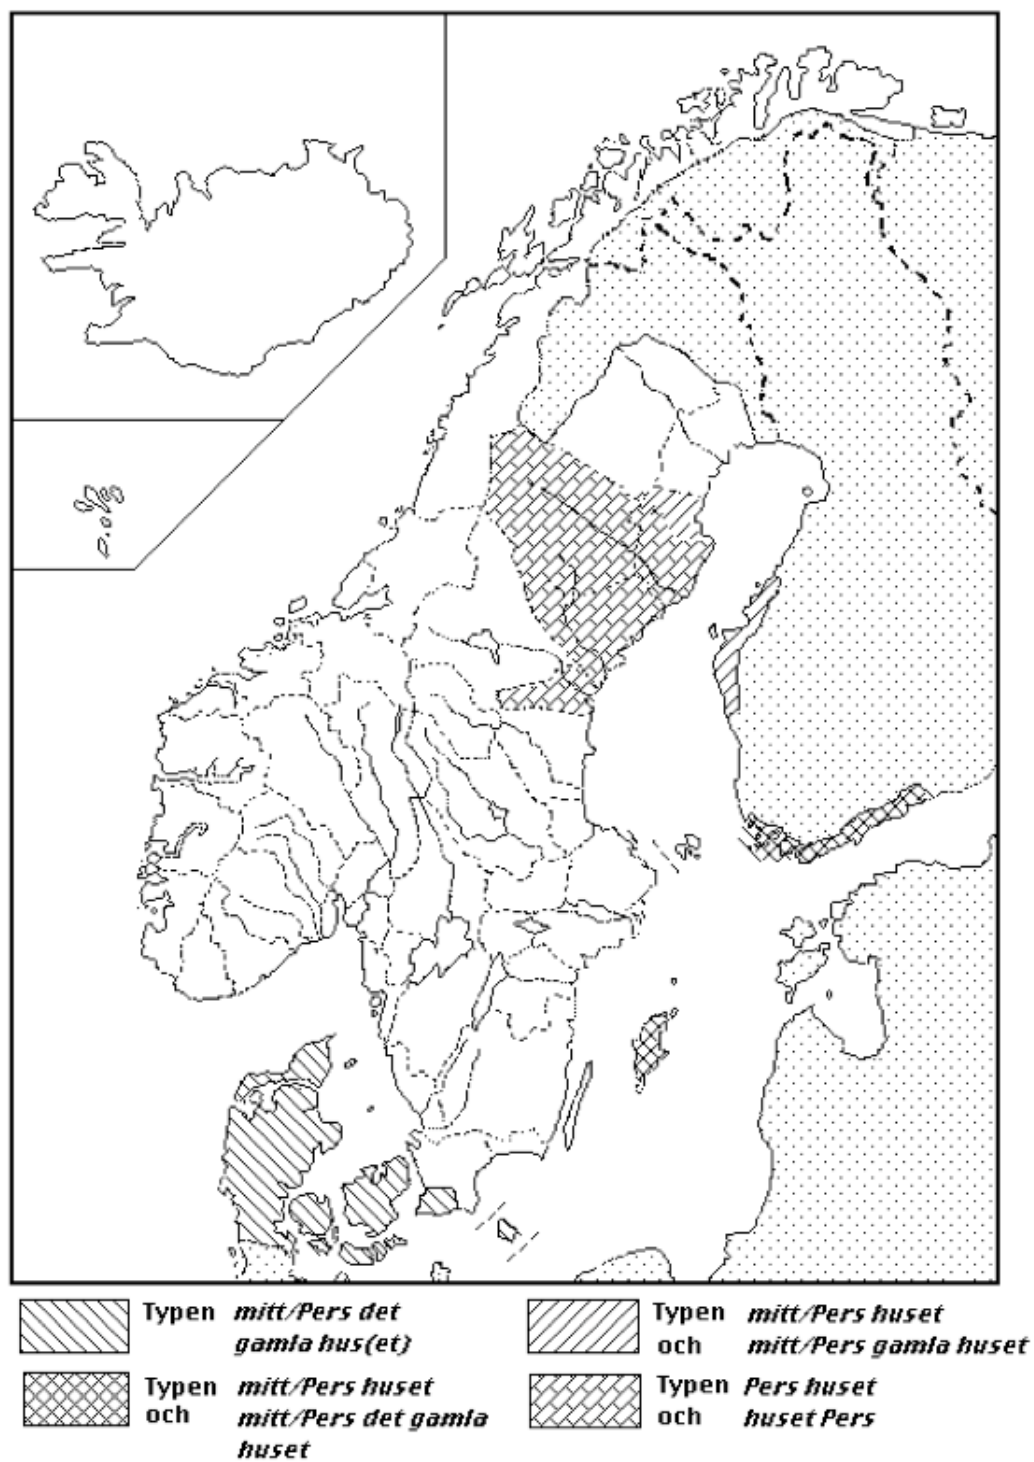 Typen mitt/Pers det
gamla hus(et)
Typen mitt/Pers huset
och mitt/Pers det gamla
huset
Typen mitt/Pers huset
och mitt/Pers gamla huset
Typen Pers huset
och huset Pers